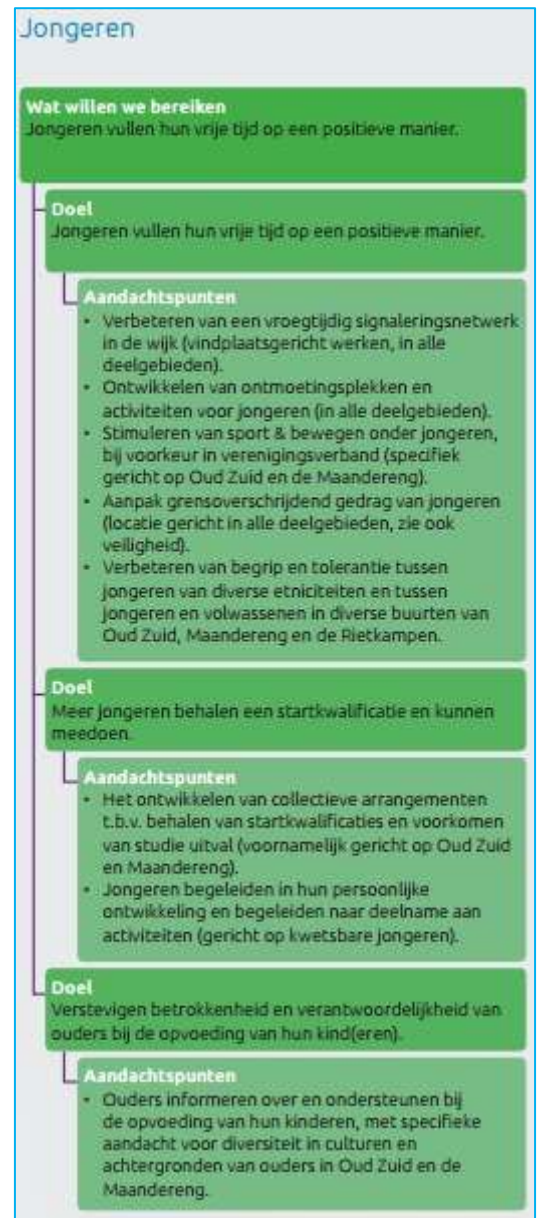 Jongeren
Wat willen we bereiken
Jongeren vullen hun vrije tijd op een positieve manier.
Doel
Jongeren vullen hun vrije tijd op een positieve manier.
Aandachtspunten
• Verbeteren van een vroegtijdig signaleringsnetwerk
in de wijk (vindplaatsgericht werken, in alle
deelgebieden).
• Ontwikkelen van ontmoetingsplekken en
activiteiten voor jongeren (in alle deelgebieden).
• Stimuleren van sport & bewegen onder jongeren,
bij voorkeur in verenigingsverband (specifiek
gericht op Oud Zuid en de Maandereng).
• Aanpak grensoverschrijdend gedrag van jongeren
(locatie gericht in alle deelgebieden, zie ook
veiligheid).
• Verbeteren van begrip en tolerantie tussen
jongeren van diverse etniciteiten en tussen
jongeren en volwassenen in diverse buurten van
Oud Zuid, Maandereng en de Rietkampen.
Doel
Meer jongeren behalen een startkwalificatie en kunnen
meedoen.
Aandachtspunten
• Het ontwikkelen van collectieve arrangementen
t.b.v. behalen van startkwalificaties en voorkomen
van studie uitval (voornamelijk gericht op Oud Zuid
en Maandereng).
• Jongeren begeleiden in hun persoonlijke
ontwikkeling en begeleiden naar deelname aan
activiteiten (gericht op kwetsbare jongeren).
Doel
Verstevigen betrokkenheid en verantwoordelijkheid van
ouders bij de opvoeding van hun kind(eren).
Aandachtspunten
• Ouders informeren over en ondersteunen bij
de opvoeding van hun kinderen, met specifieke
aandacht voor diversiteit in culturen en
achtergronden van ouders in Oud Zuid en de
Maandereng.